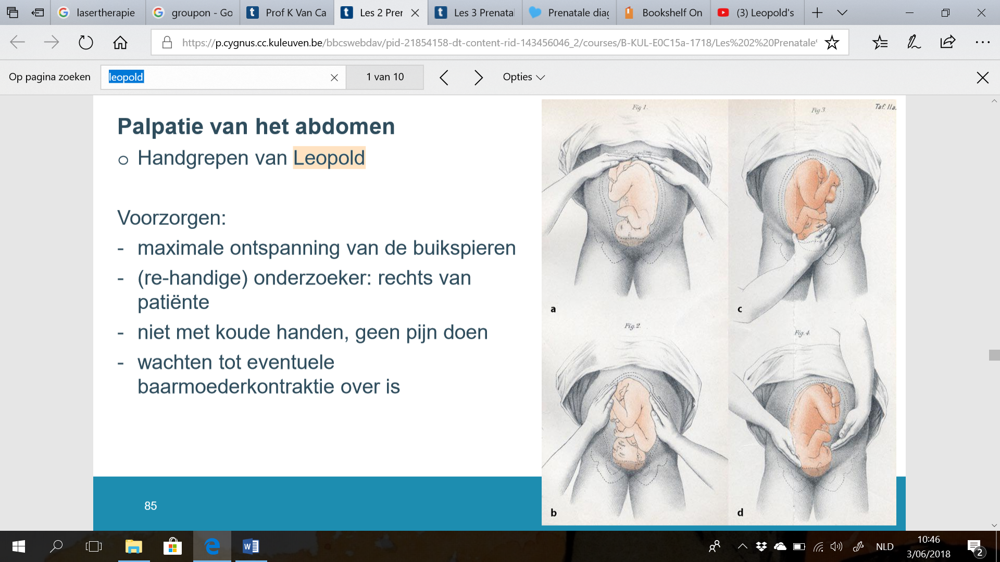 lasertherapie
groupon - Go
Prof K Van Ca
Les 2 Prer
Les 3 Prenatal
Prenatale diag
Bookshelf On
(3) Leopold's
https://p.cygnus.cc.kuleuven.be/bbcswebdav/pid-21854158-dt-content-rid-143456046_2/courses/B-KUL-E0C15a-1718/Les%202%20Prenatale%
Op pagina zoeken
leopold
1 van 10
Opties
Palpatie van het abdomen
o Handgrepen van Leopold
Voorzorgen:
- maximale ontspanning van de buikspieren
- (re-handige) onderzoeker: rechts van
patiënte
- niet met koude handen, geen pijn doen
- wachten tot eventuele
baarmoederkontraktie over is
85
Fig 1.
Fig 3.
Taf. IIa.
a
c
Fig. 2.
Fig. 4.
b
d
NLD
10:46
3/06/2018
2